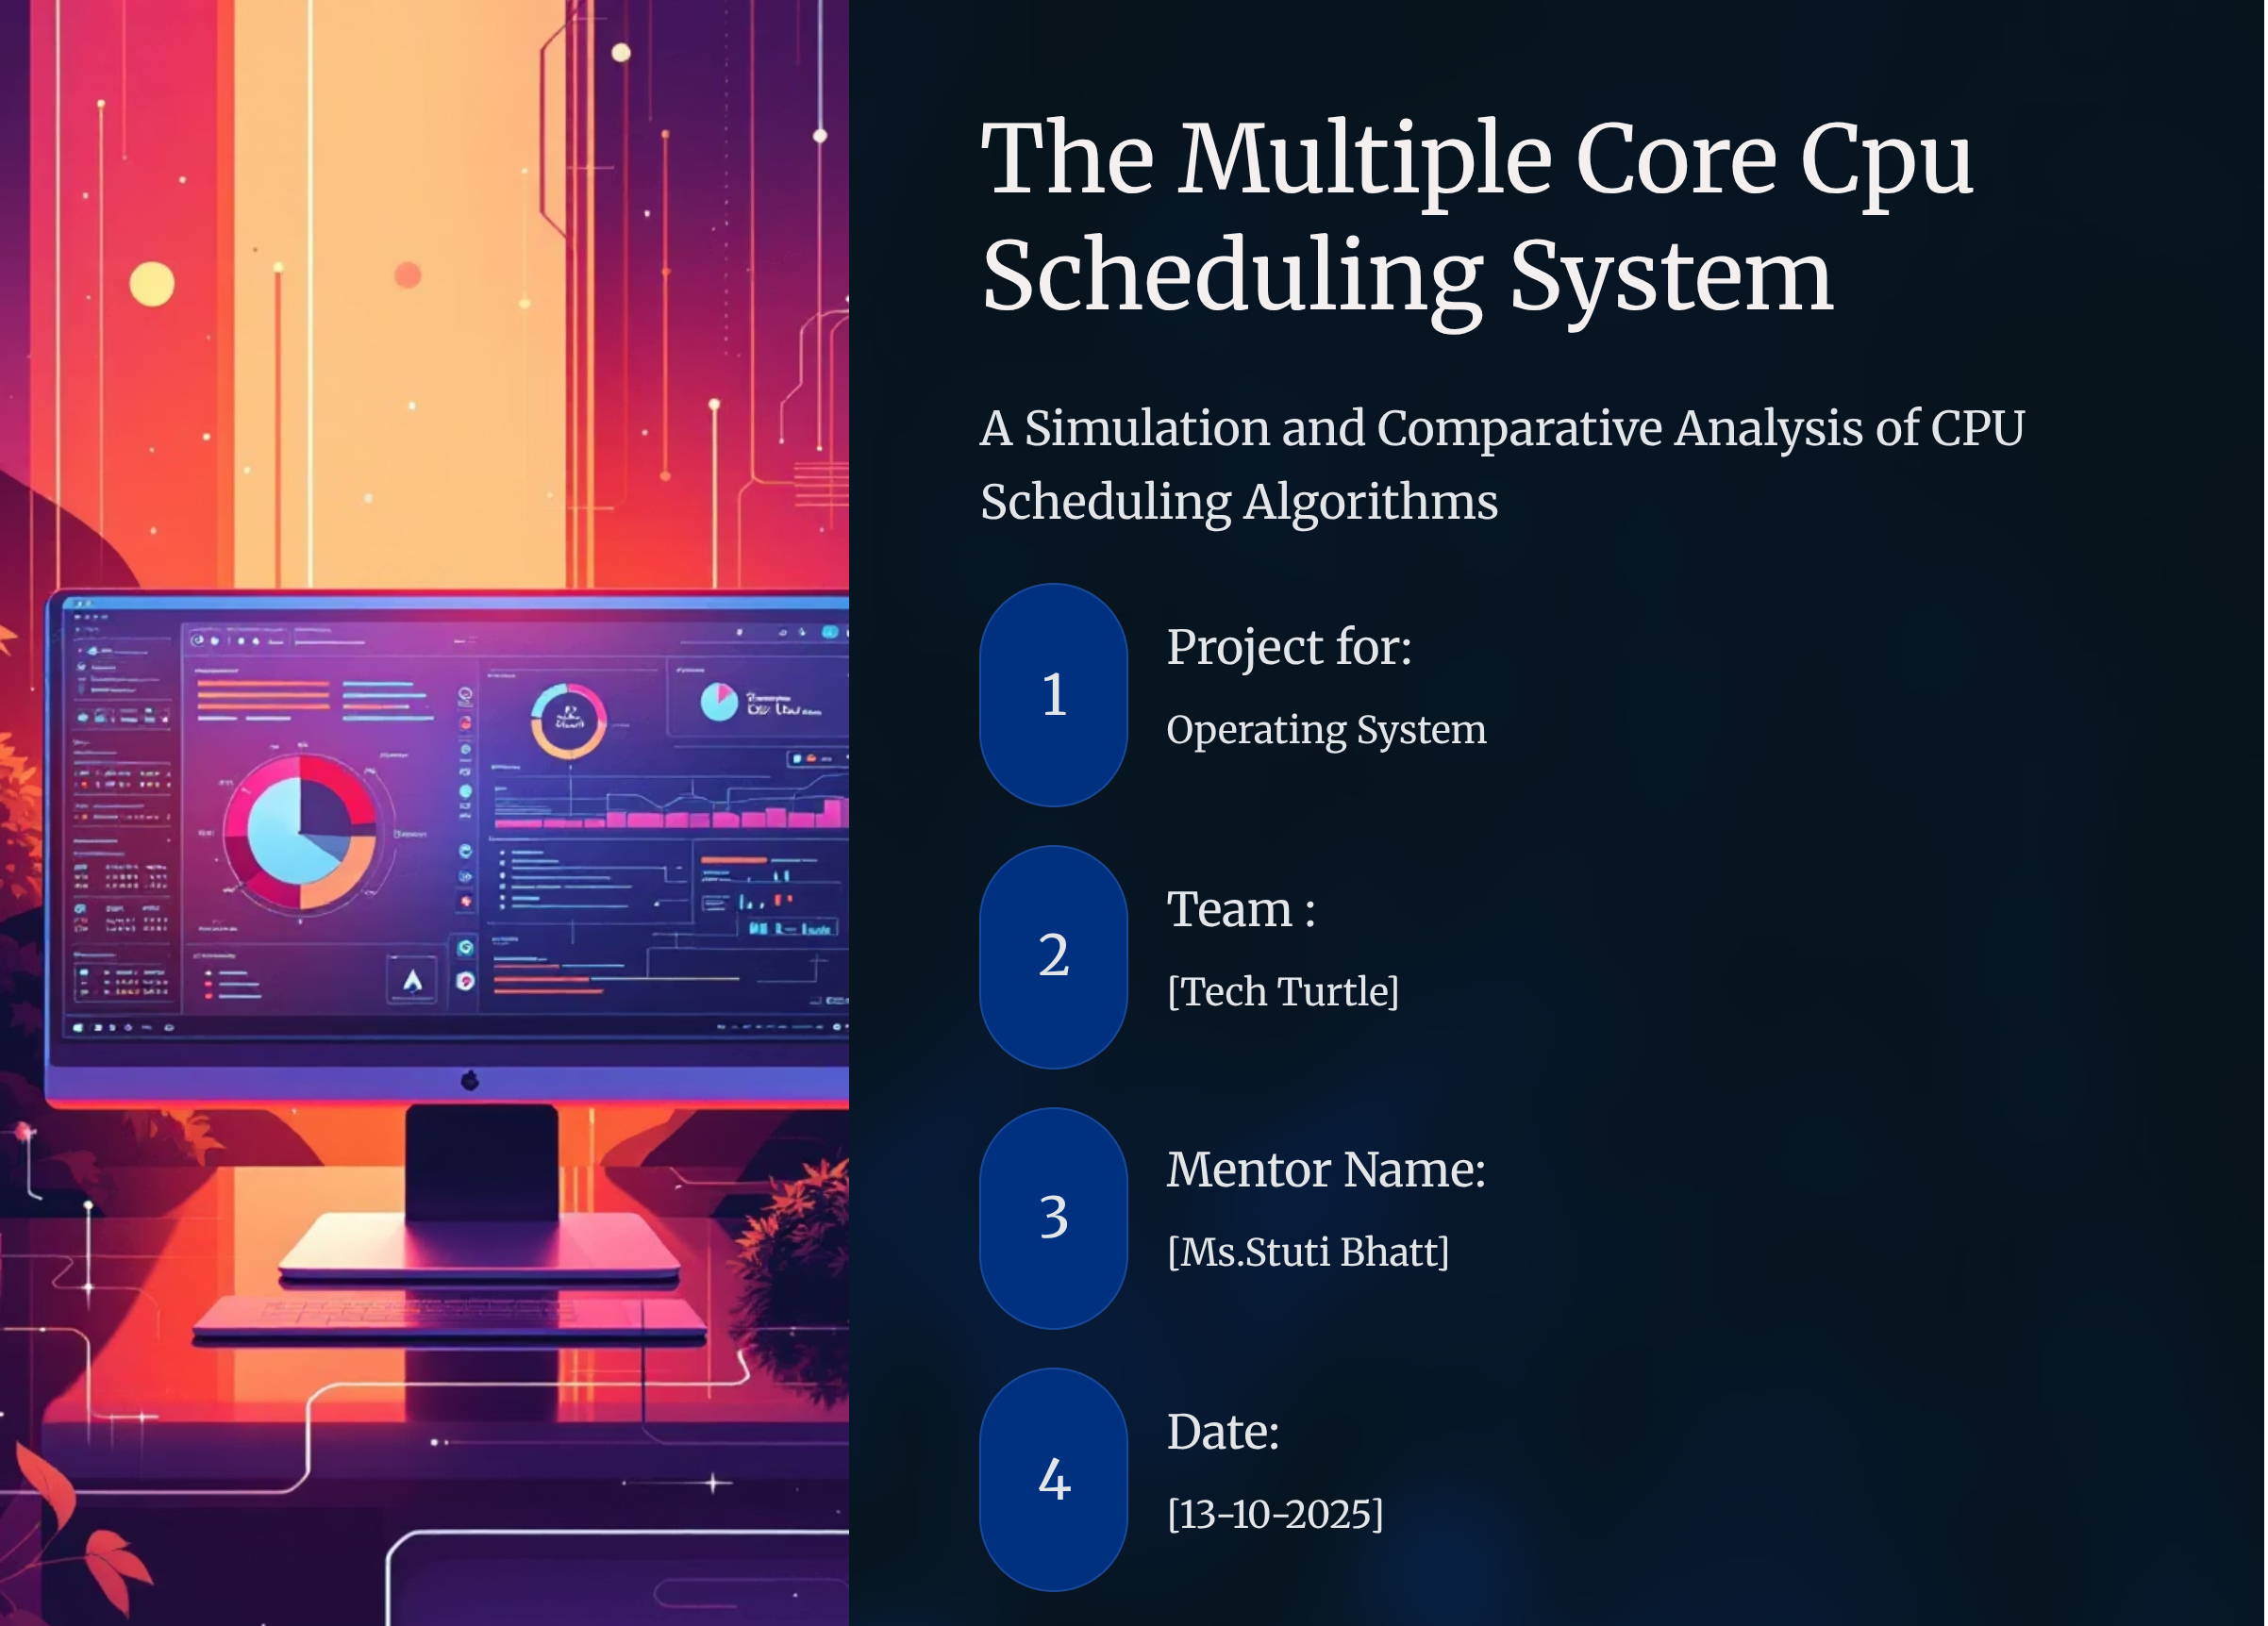 The Multiple Core Cpu
Scheduling System
A Simulation and Comparative Analysis of CPU
Scheduling Algorithms
1
Project for:
Operating System
2
Team :
[Tech Turtle]
3
Mentor Name:
[Ms.Stuti Bhatt]
4
Date:
[13-10-2025]